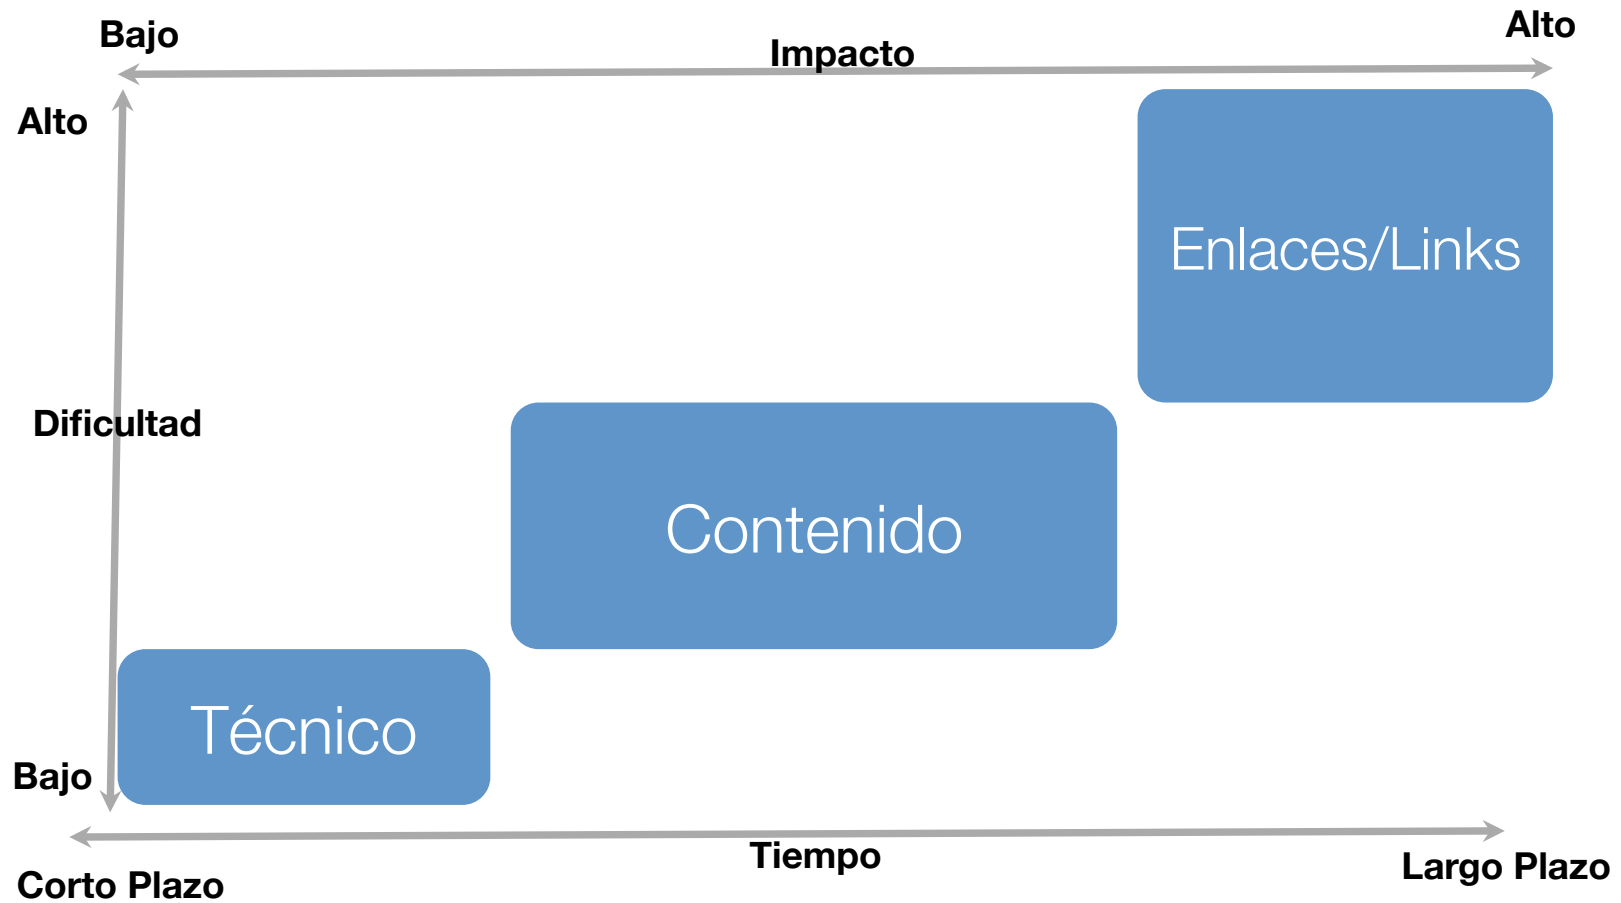 Bajo
Impacto
Alto
Alto
Enlaces/Links
Dificultad
Contenido
Técnico
Bajo
Tiempo
Corto Plazo
Largo Plazo